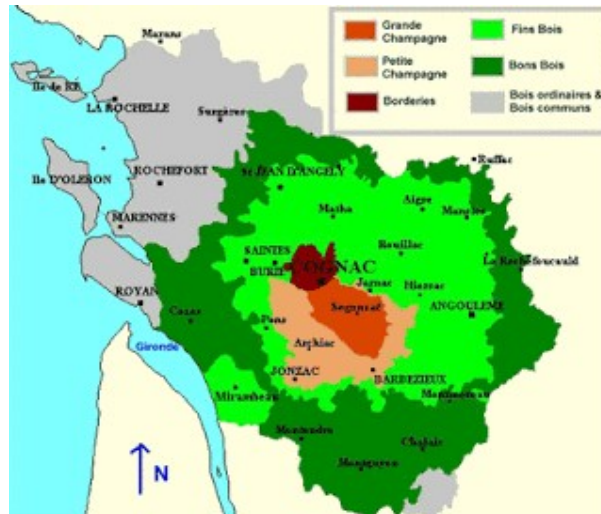 Marans
Grande
Champagne
Fins Bois
Petite
Champagne
Bons Bois
Borderies
Bois ordinaires &
Bois communs
Ile de RÉ
LA ROCHELLE
Surgères
Ruffec
ROCHEFORT
St JEAN D'ANGELY
Ile D'OLERON
Aigre
Matha
Mansle
MARENNES
Rouillac
SAINTES
BURIE
COGNAC
La Rochefoucauld
Jarnac
Hiersac
ROYAN
Segonzac
ANGOULEME
Cozes
Pons
Gironde
Archiac
JONZAC
BARBEZIEUX
Mirambeau
Montmoreau
Montendre
Chalais
Montguyon
N